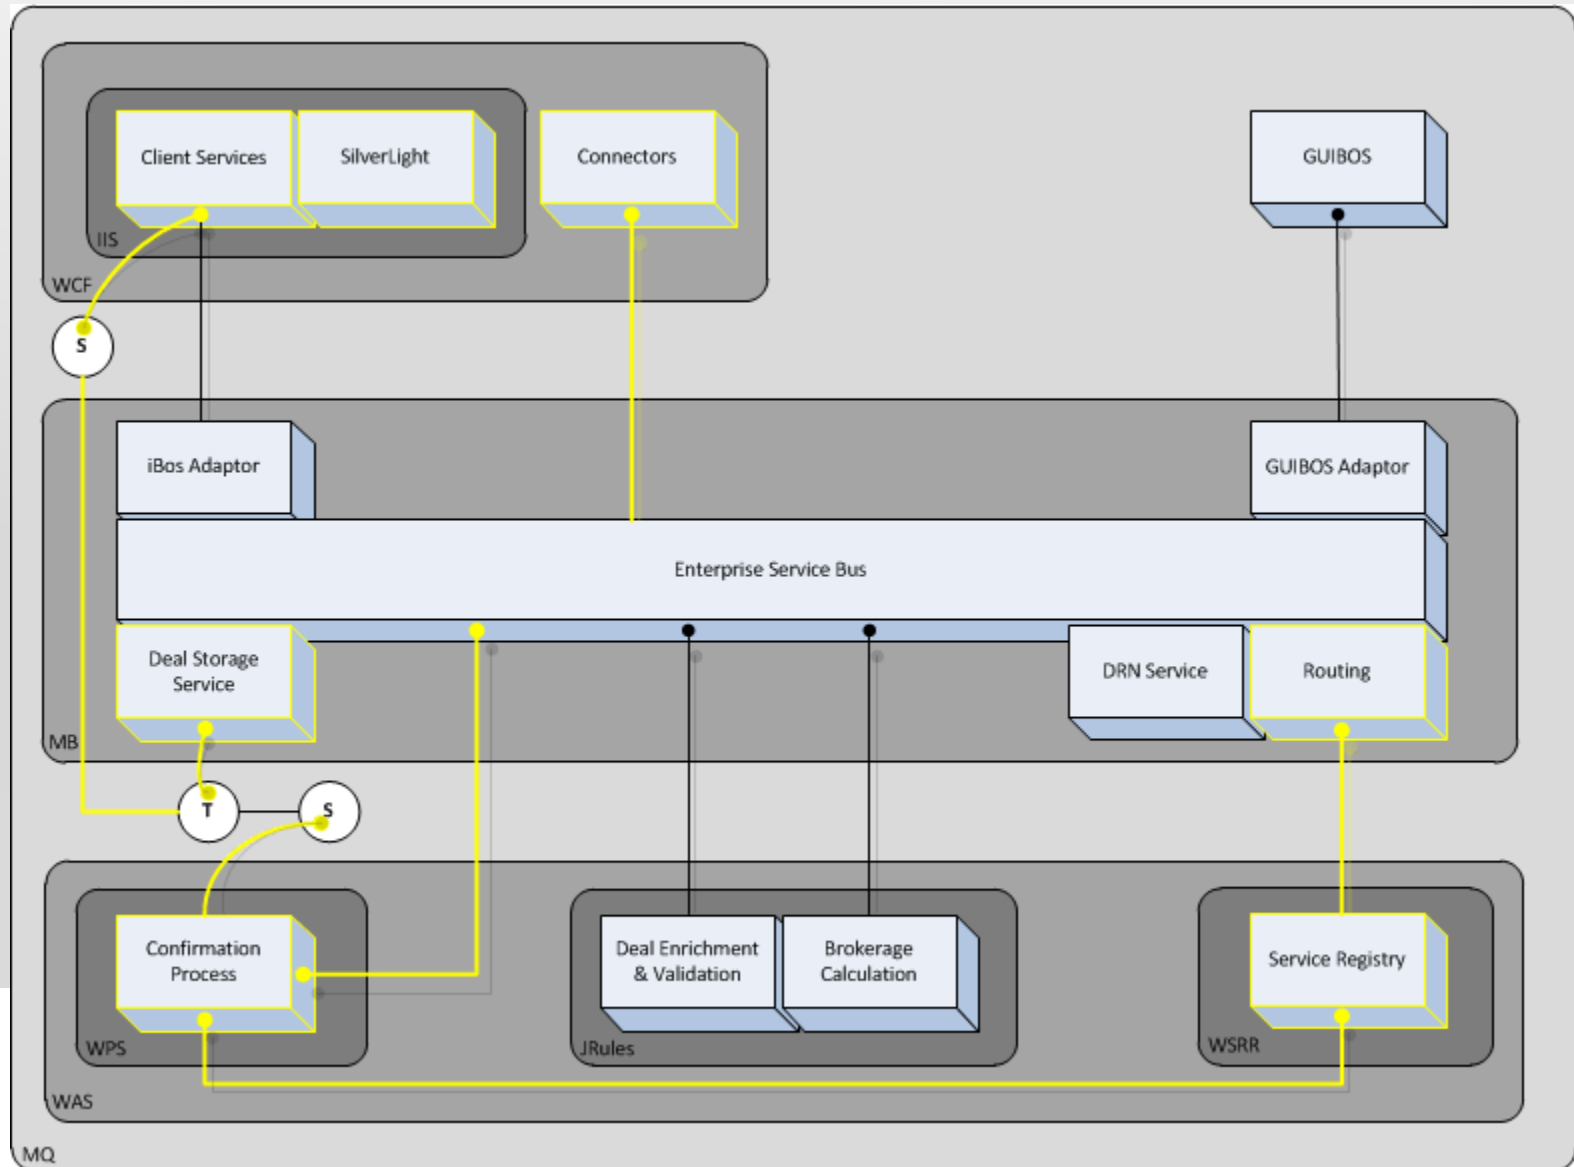 Client Services
SilverLight
Connectors
GUIBOS
IIS
WCF
S
iBos Adaptor
GUIBOS Adaptor
Enterprise Service Bus
Deal Storage
Service
DRN Service
Routing
MB
T
S
Confirmation
Process
Deal Enrichment
& Validation
Brokerage
Calculation
Service Registry
WPS
JRules
WSRR
WAS
MQ